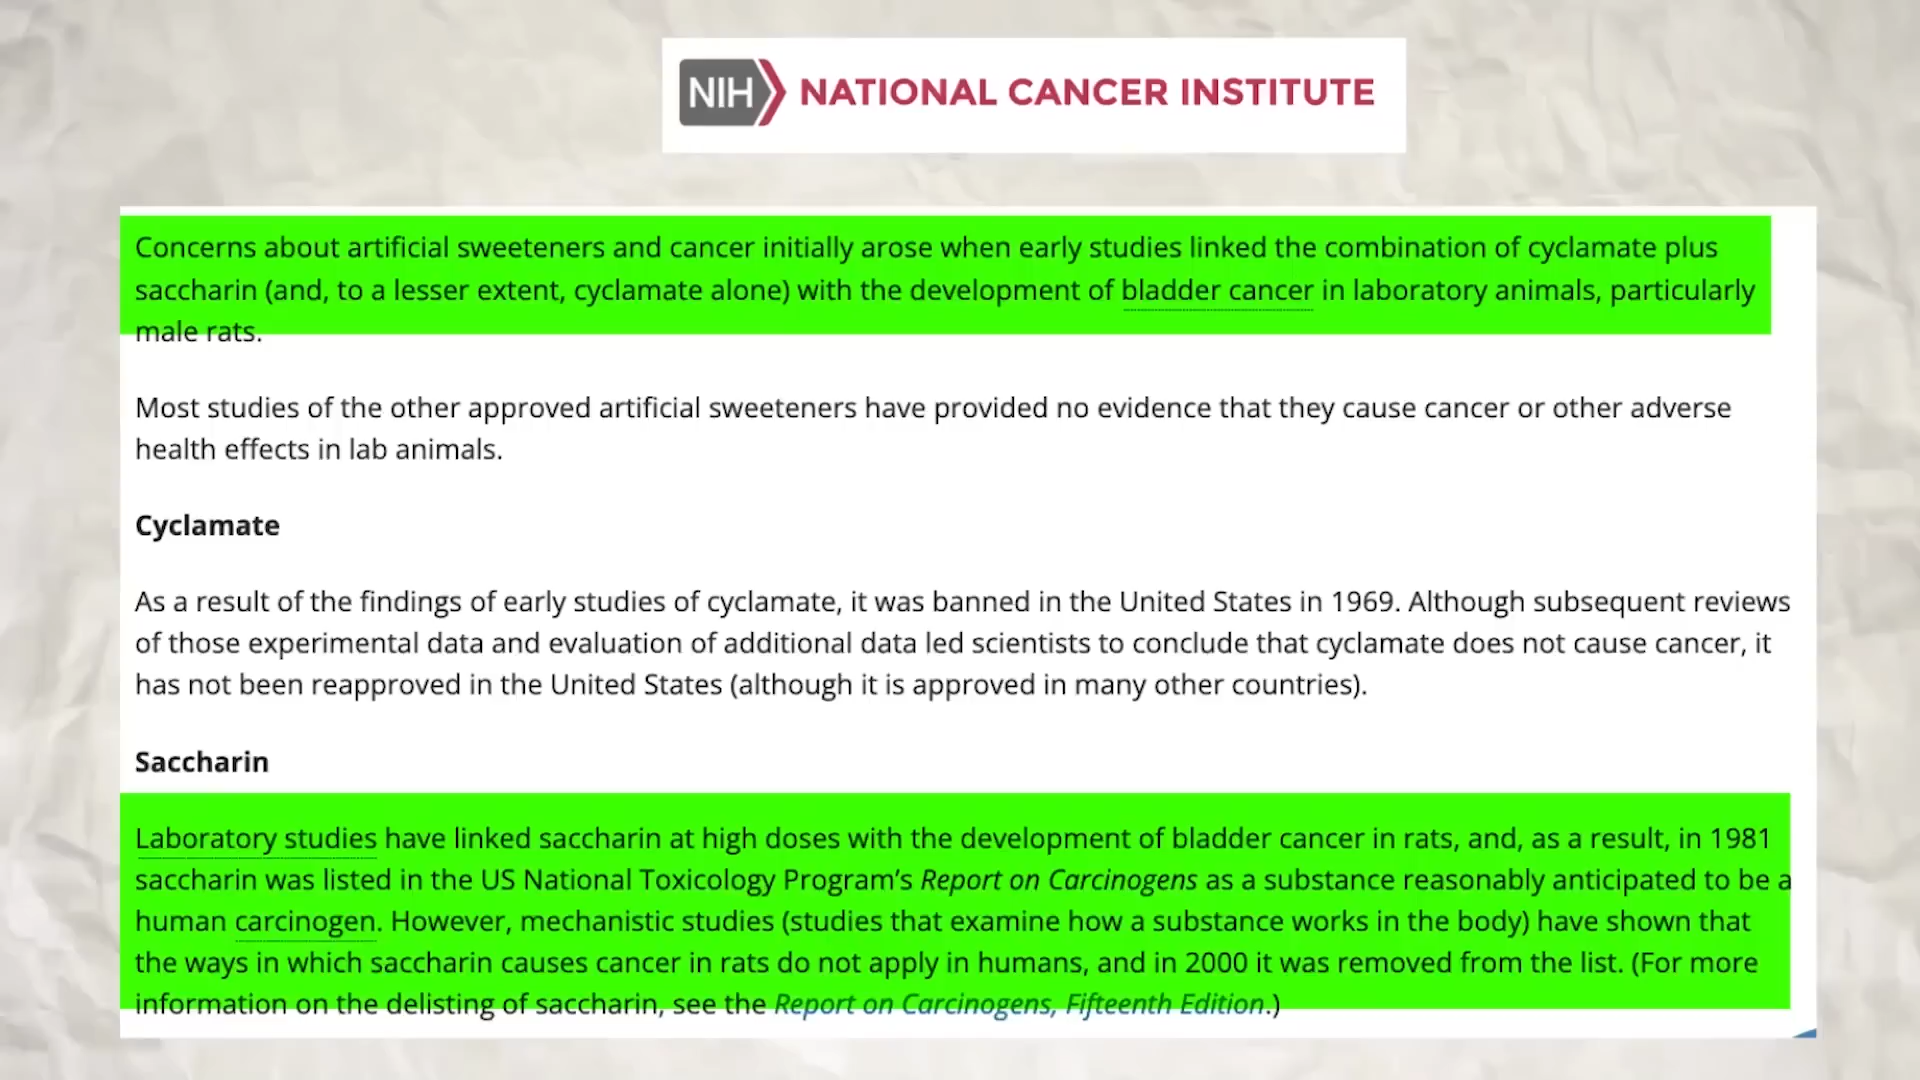 NIH NATIONAL CANCER INSTITUTE
Concerns about artificial sweeteners and cancer initially arose when early studies linked the combination of cyclamate plus
saccharin (and, to a lesser extent, cyclamate alone) with the development of bladder cancer in laboratory animals, particularly
male rats.
Most studies of the other approved artificial sweeteners have provided no evidence that they cause cancer or other adverse
health effects in lab animals.
Cyclamate
As a result of the findings of early studies of cyclamate, it was banned in the United States in 1969. Although subsequent reviews
of those experimental data and evaluation of additional data led scientists to conclude that cyclamate does not cause cancer, it
has not been reapproved in the United States (although it is approved in many other countries).
Saccharin
Laboratory studies have linked saccharin at high doses with the development of bladder cancer in rats, and, as a result, in 1981
saccharin was listed in the US National Toxicology Program’s Report on Carcinogens as a substance reasonably anticipated to be a
human carcinogen. However, mechanistic studies (studies that examine how a substance works in the body) have shown that
the ways in which saccharin causes cancer in rats do not apply in humans, and in 2000 it was removed from the list. (For more
information on the delisting of saccharin, see the Report on Carcinogens, Fifteenth Edition.)